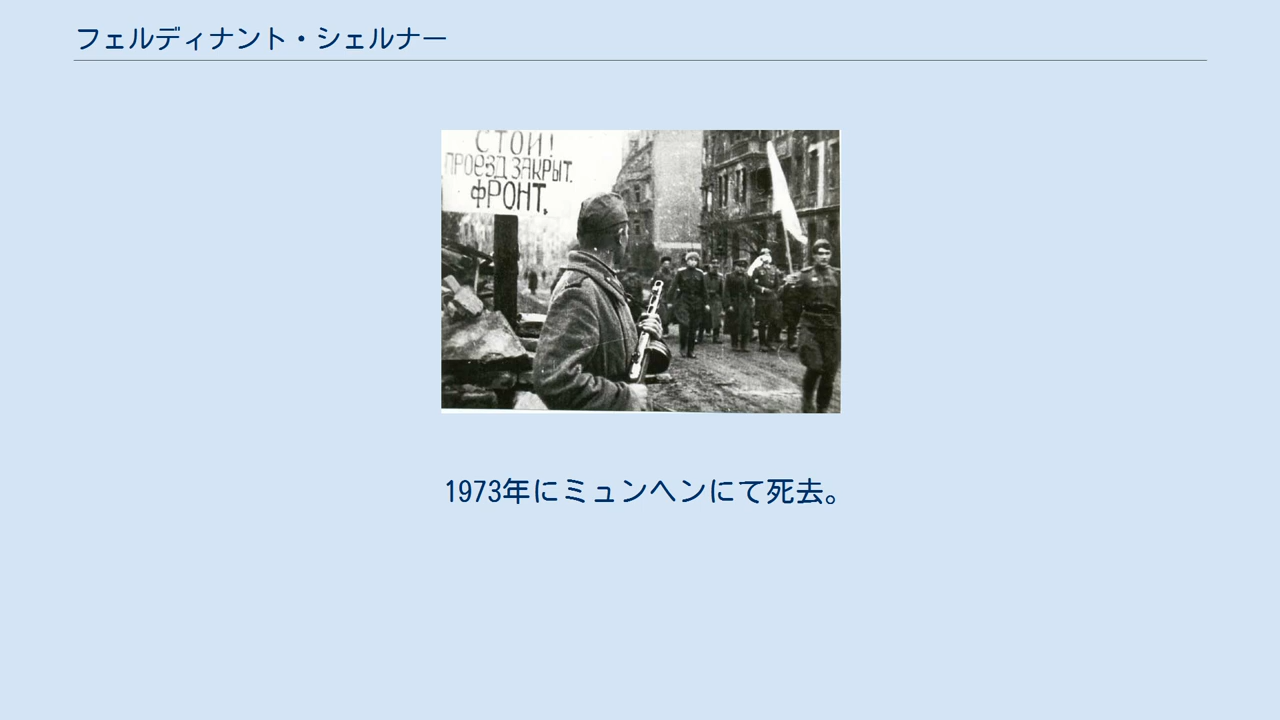 フェルディナント・シェルナー
СТОЙ!
ПРОЕЗД ЗАКРЫТ.
ФРОНТ.
1973年にミュンヘンにて死去。